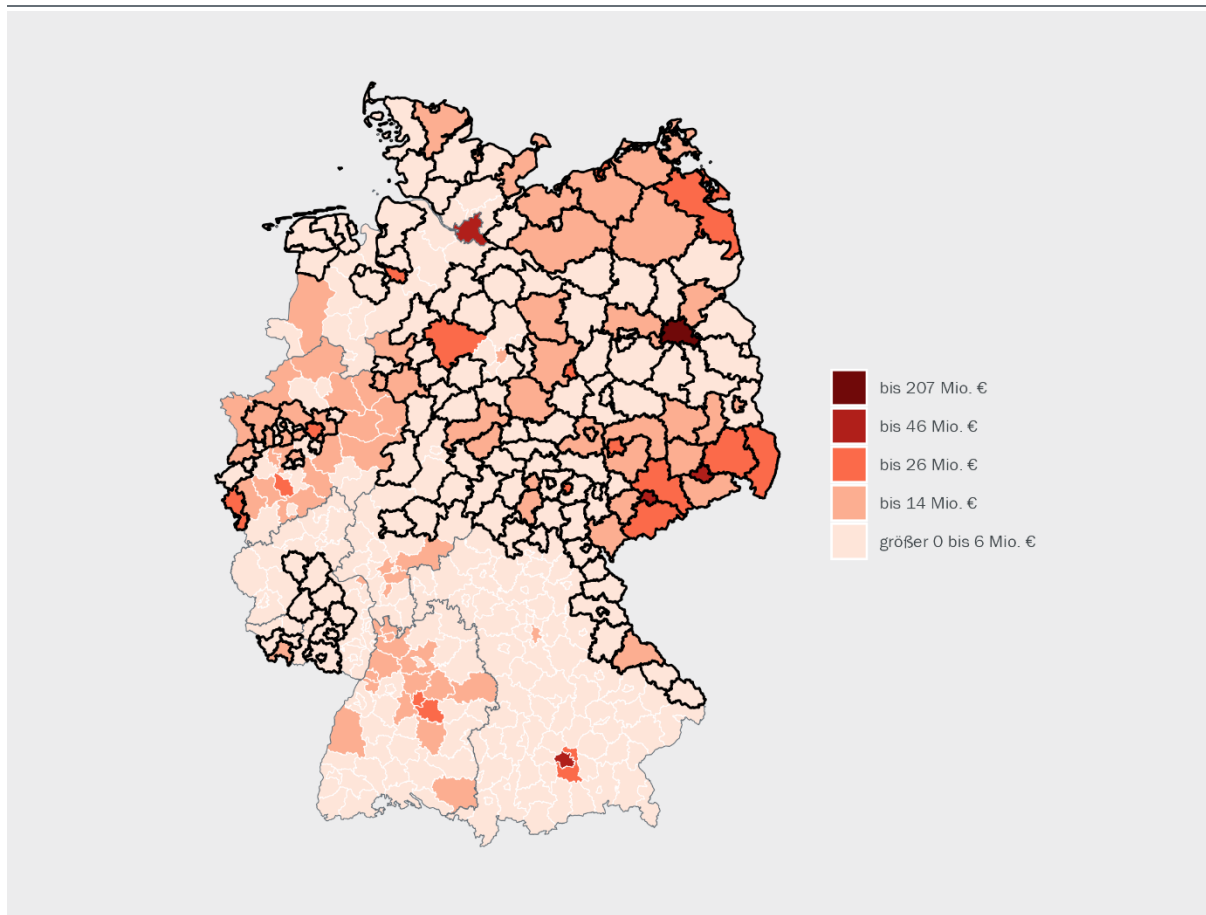 bis 207 Mio. €
bis 46 Mio. €
bis 26 Mio. €
bis 14 Mio. €
größer 0 bis 6 Mio. €